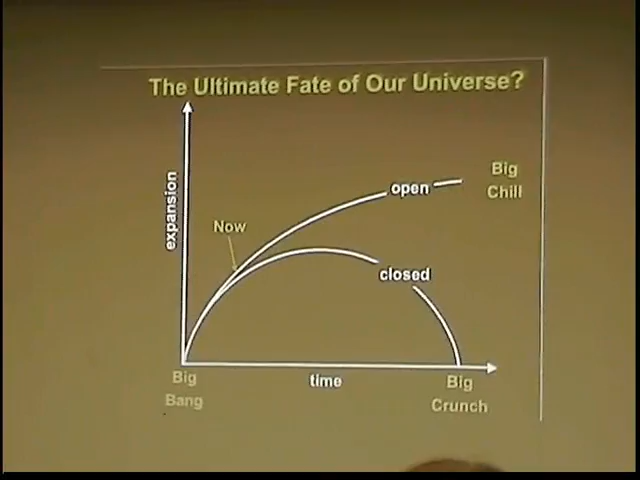 The Ultimate Fate of Our Universe?
expansion
Now
open
Big
Chill
closed
Big
Bang
time
Big
Crunch